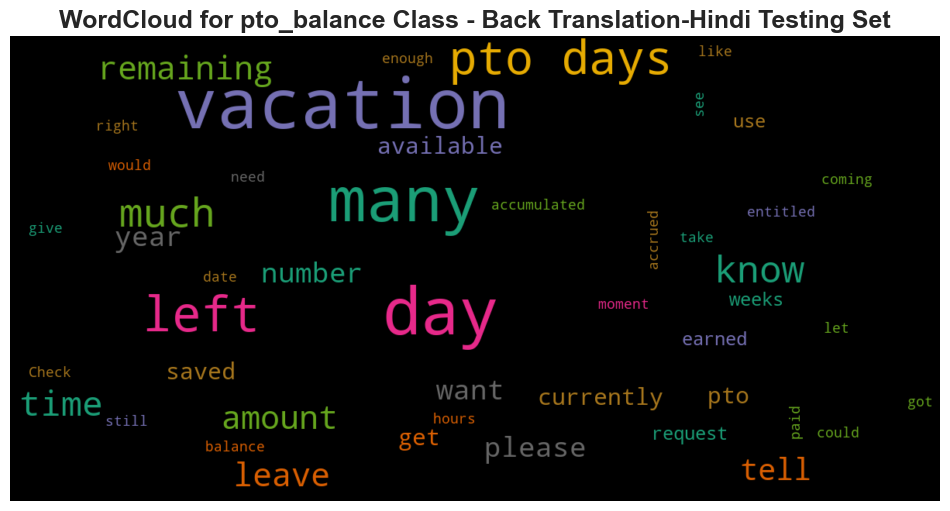 WordCloud for pto_balance Class - Back Translation-Hindi Testing Set
remaining
enough
pto days
like
vacation
see
use
right
available
would
need
many
coming
much
accumulated
entitled
give
year
accrued
take
date
number
know
left
day
moment
weeks
earned
let
Check
saved
want
currently
pto
got
time
still
amount
hours
get
request
paid
could
balance
please
leave
tell